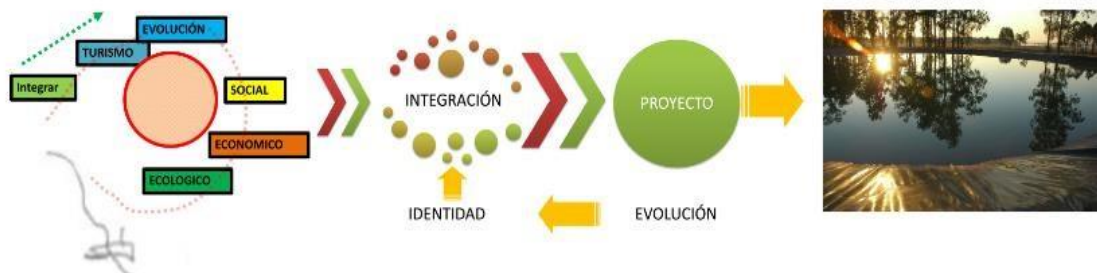 EVOLUCIÓN
TURISMO
Integrar
SOCIAL
ECONOMICO
ECOLOGICO
INTEGRACIÓN
PROYECTO
IDENTIDAD
EVOLUCIÓN